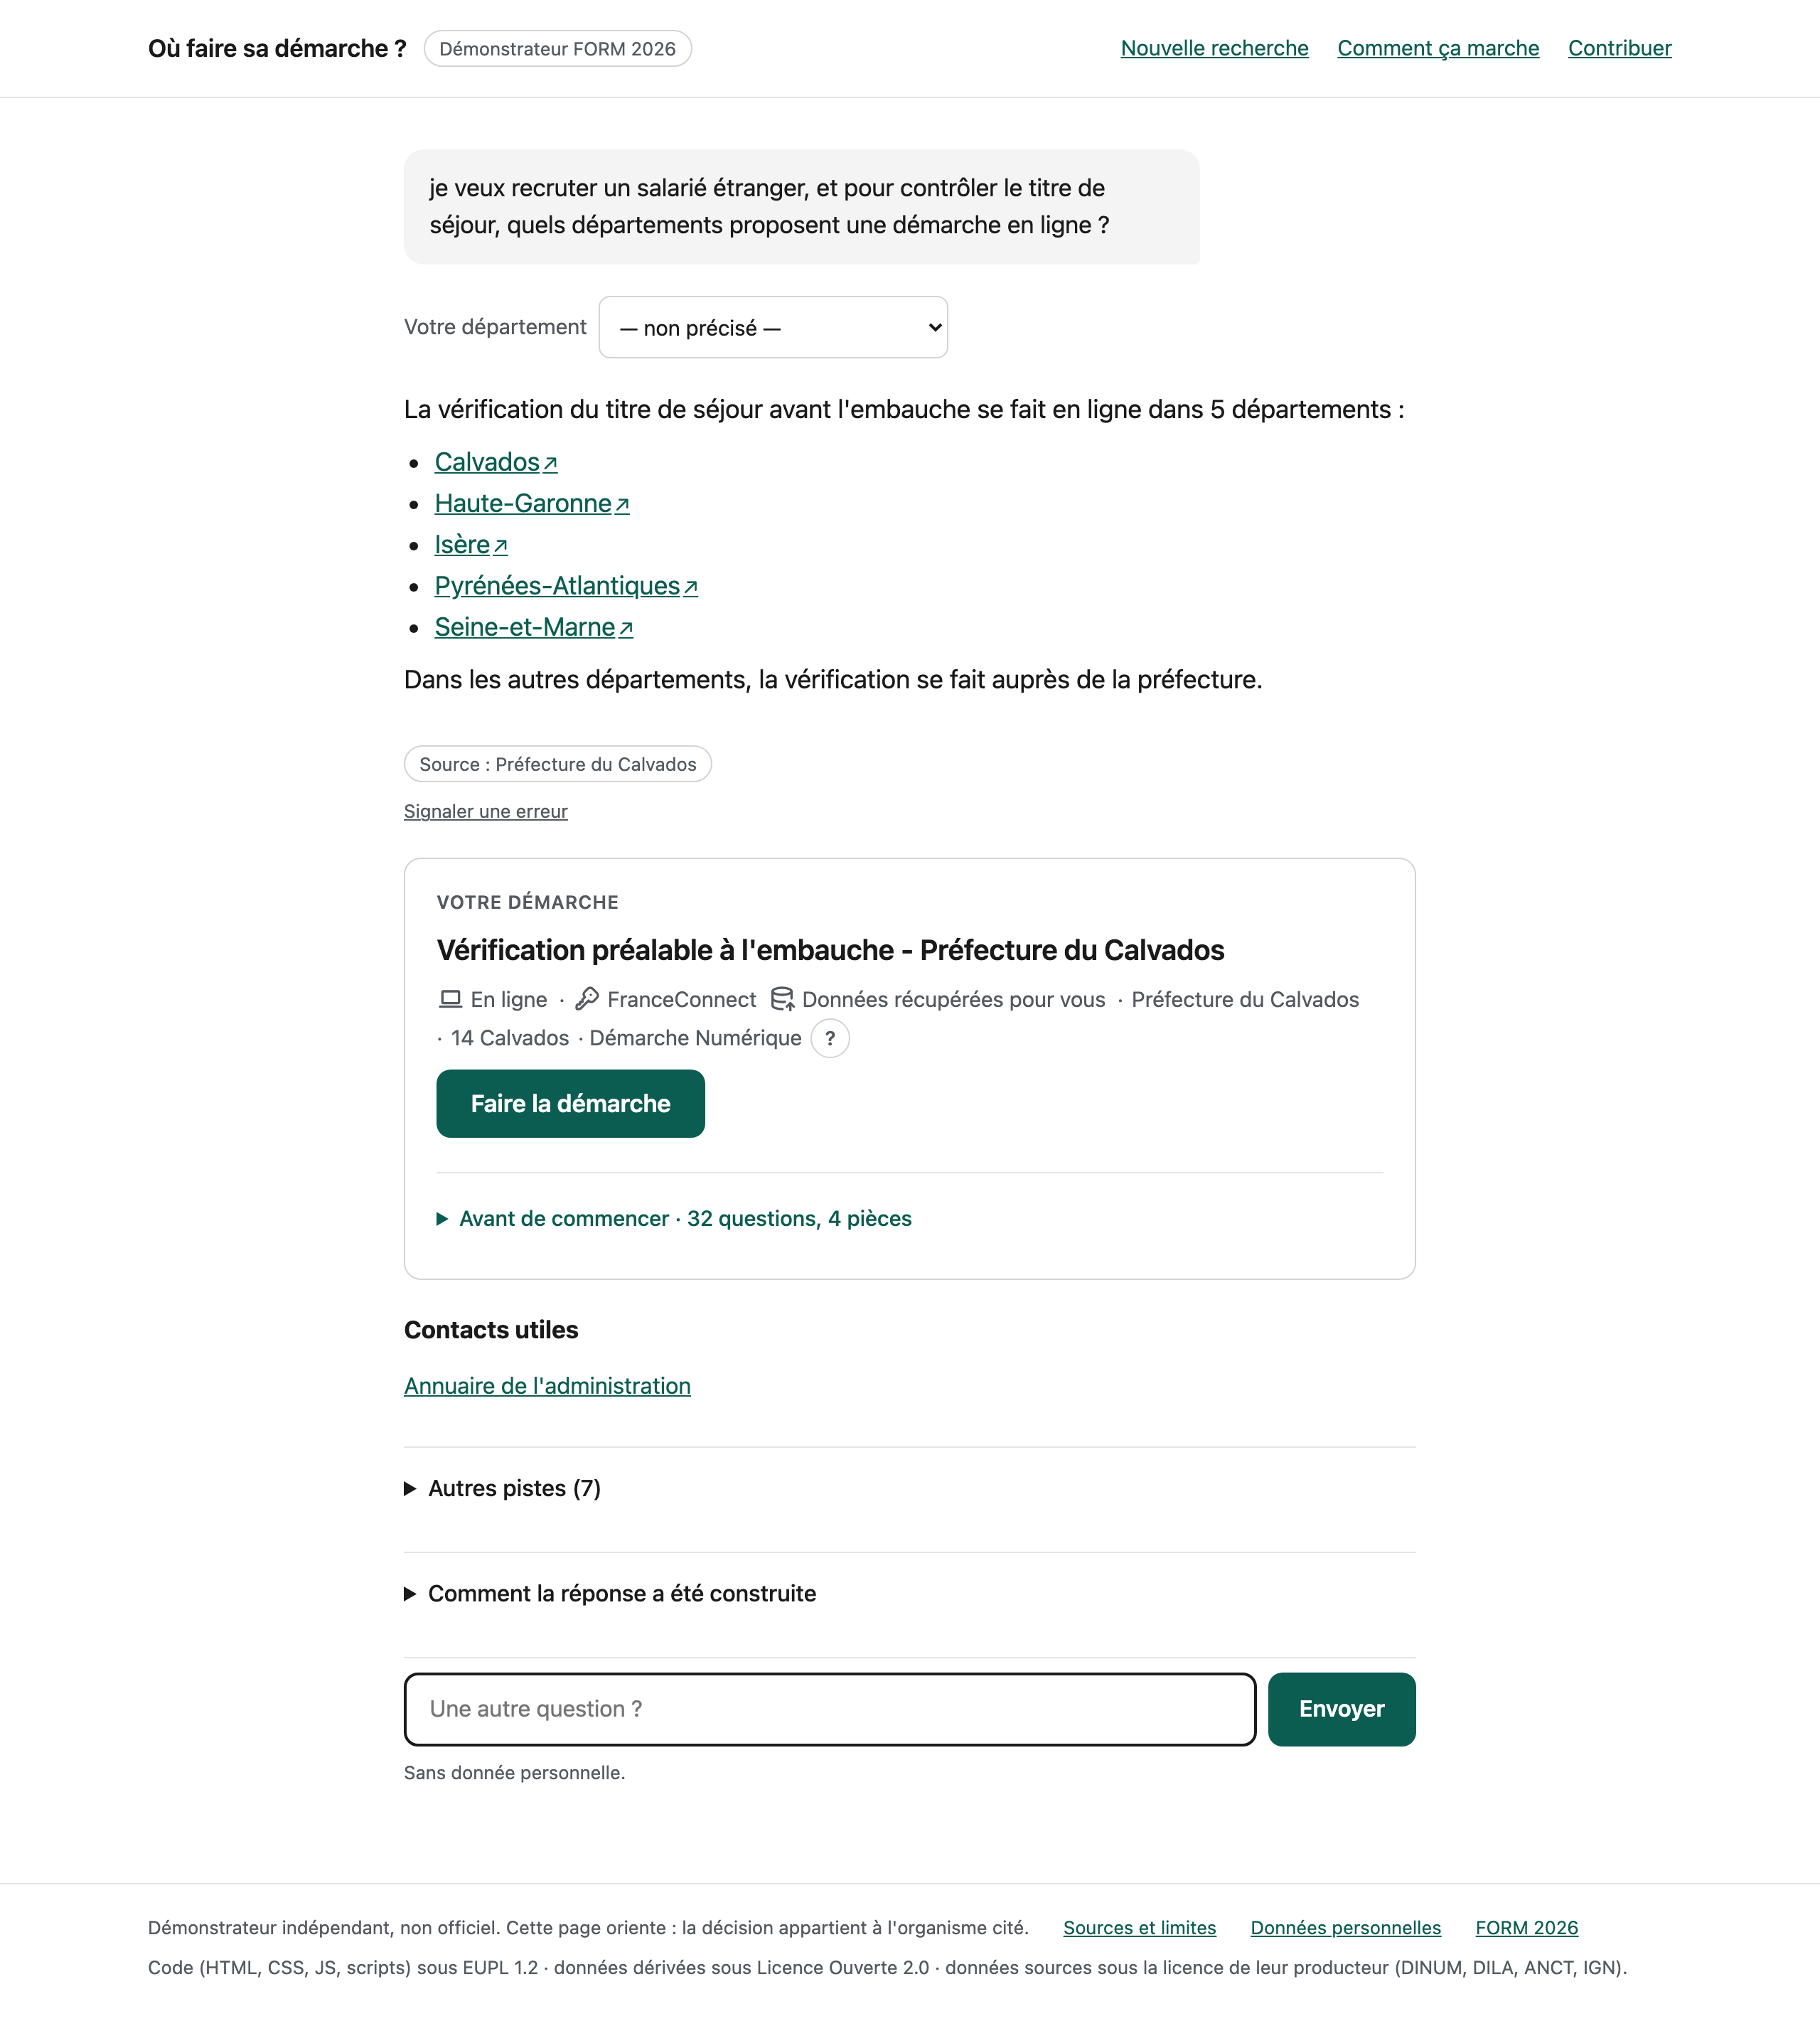 Où faire sa démarche ?
Démonstrateur FORM 2026
Nouvelle recherche
Comment ça marche
Contribuer
je veux recruter un salarié étranger, et pour contrôler le titre de
séjour, quels départements proposent une démarche en ligne ?
Votre département
— non précisé —
La vérification du titre de séjour avant l'embauche se fait en ligne dans 5 départements :
Calvados
Haute-Garonne
Isère
Pyrénées-Atlantiques
Seine-et-Marne
Dans les autres départements, la vérification se fait auprès de la préfecture.
Source : Préfecture du Calvados
Signaler une erreur
VOTRE DÉMARCHE
Vérification préalable à l'embauche - Préfecture du Calvados
En ligne · FranceConnect Données récupérées pour vous · Préfecture du Calvados
· 14 Calvados · Démarche Numérique ?
Faire la démarche
Avant de commencer · 32 questions, 4 pièces
Contacts utiles
Annuaire de l'administration
Autres pistes (7)
Comment la réponse a été construite
Une autre question ?
Envoyer
Sans donnée personnelle.
Démonstrateur indépendant, non officiel. Cette page oriente : la décision appartient à l'organisme cité. Sources et limites Données personnelles FORM 2026
Code (HTML, CSS, JS, scripts) sous EUPL 1.2 · données dérivées sous Licence Ouverte 2.0 · données sources sous la licence de leur producteur (DINUM, DILA, ANCT, IGN).